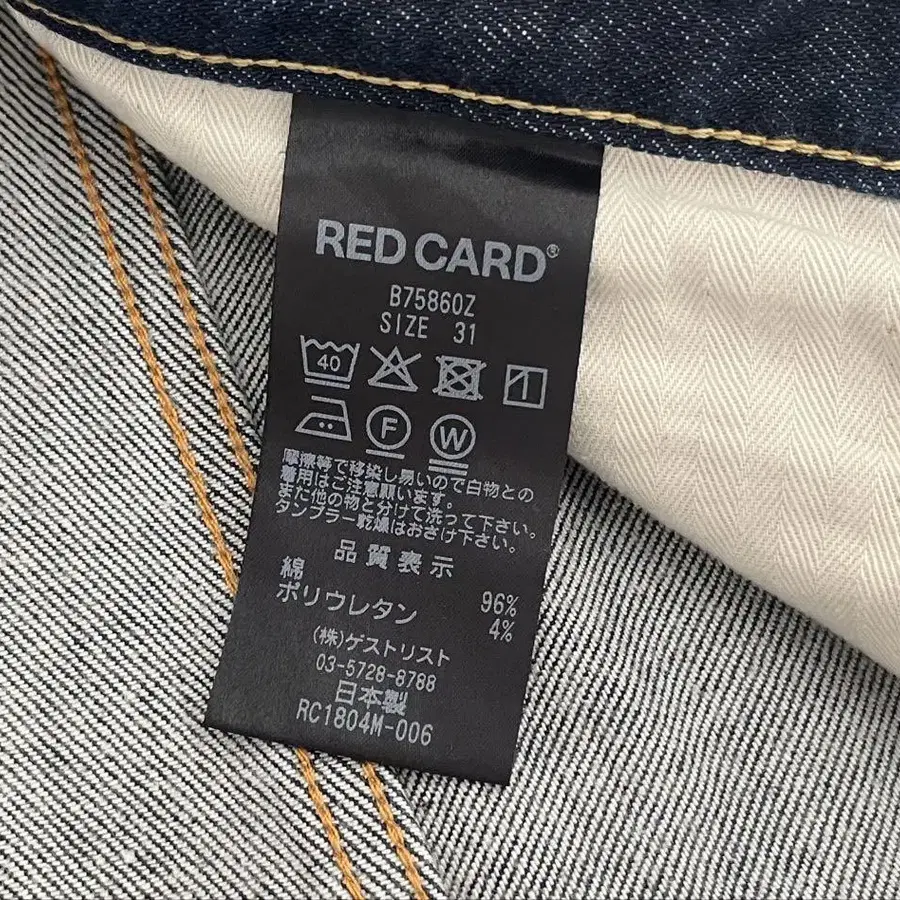 RED CARD®
B75860Z
SIZE 31
40
F W
摩擦等で移染し易いので白物との
着用はご注意願います。
また他の物と分けて洗って下さい。
タンブラー乾燥はおさけ下さい。
品質表示
綿 96%
ポリウレタン 4%
(株)ゲストリスト
03-5728-8788
日本製
RC1804M-006